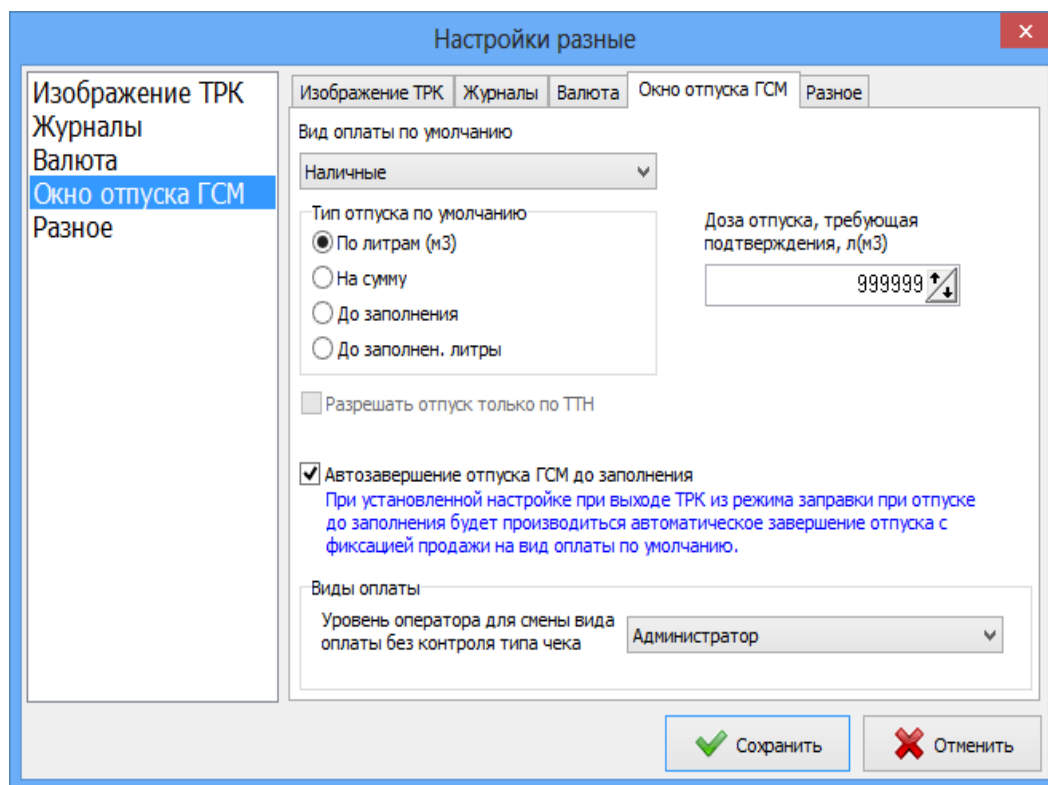 Настройки разные
Изображение ТРК
Журналы
Валюта
Окно отпуска ГСМ
Разное
Изображение ТРК Журналы Валюта Окно отпуска ГСМ Разное
Вид оплаты по умолчанию
Наличные
Тип отпуска по умолчанию
По литрам (м3)
На сумму
До заполнения
До заполнен. литры
Доза отпуска, требующая
подтверждения, л(м3)
999999
Разрешать отпуск только по ТТН
Автозавершение отпуска ГСМ до заполнения
При установленной настройке при выходе ТРК из режима заправки при отпуске
до заполнения будет производиться автоматическое завершение отпуска с
фиксацией продажи на вид оплаты по умолчанию.
Виды оплаты
Уровень оператора для смены вида
оплаты без контроля типа чека
Администратор
Сохранить
Отменить